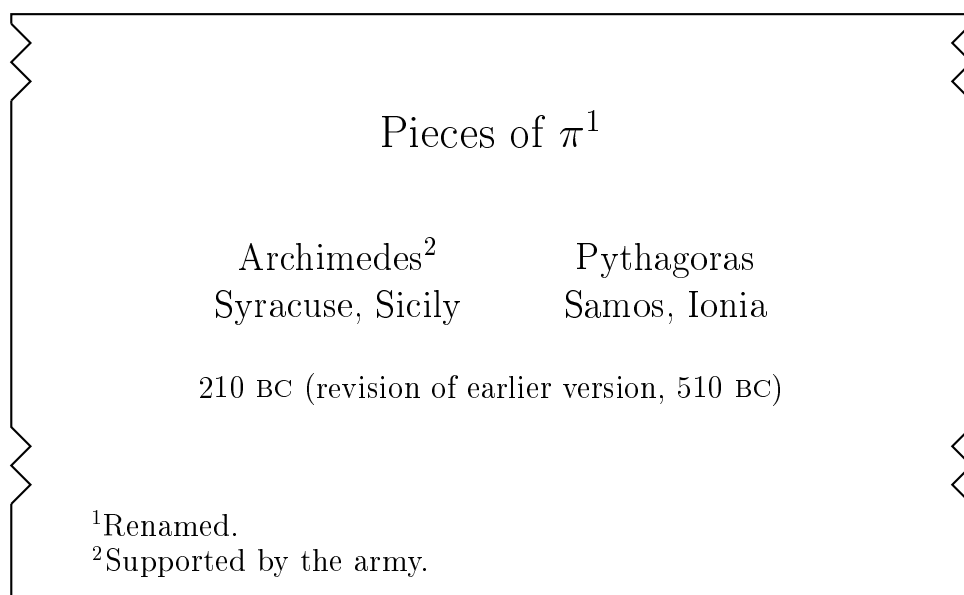 Pieces of π¹
Archimedes² Pythagoras
Syracuse, Sicily Samos, Ionia
210 BC (revision of earlier version, 510 BC)
¹Renamed.
²Supported by the army.